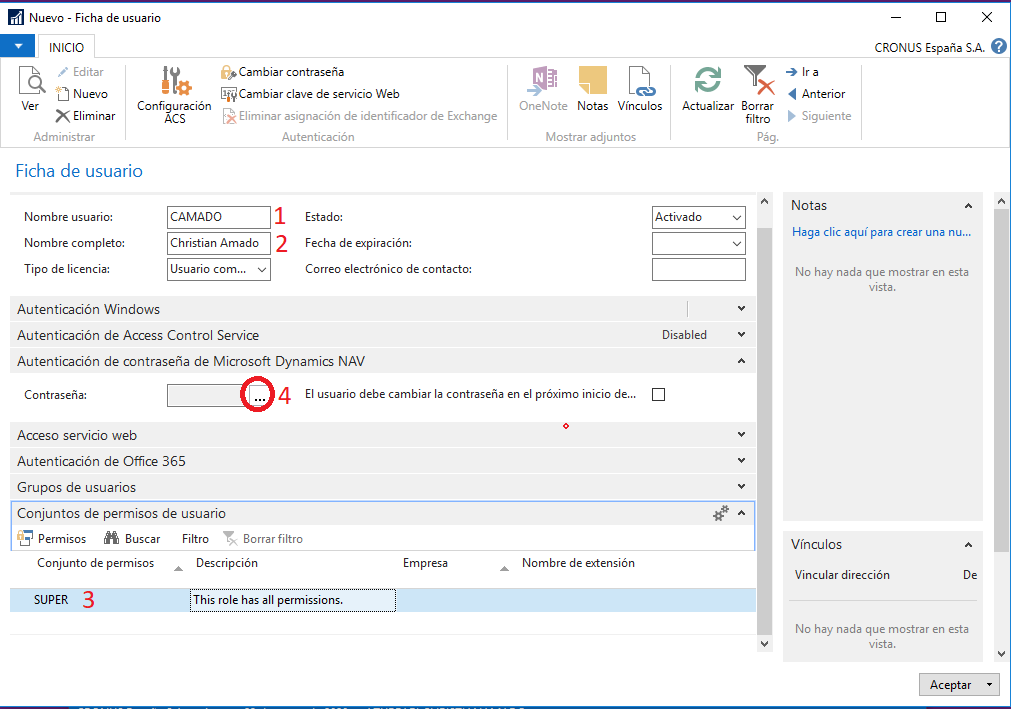 Nuevo - Ficha de usuario
INICIO
CRONUS España S.A.
Ver
Editar
Nuevo
Eliminar
Administrar
Configuración
ACS
Cambiar contraseña
Cambiar clave de servicio Web
Eliminar asignación de identificador de Exchange
Autenticación
OneNote
Notas
Vínculos
Mostrar adjuntos
Actualizar
Borrar
filtro
Ir a
Anterior
Siguiente
Pág.
Ficha de usuario
Nombre usuario: CAMADO 1 Estado: Activado
Nombre completo: Christian Amado 2 Fecha de expiración:
Tipo de licencia: Usuario com... Correo electrónico de contacto:
Autenticación Windows
Autenticación de Access Control Service Disabled
Autenticación de contraseña de Microsoft Dynamics NAV
Contraseña: ... 4 El usuario debe cambiar la contraseña en el próximo inicio de...
Acceso servicio web
Autenticación de Office 365
Grupos de usuarios
Conjuntos de permisos de usuario
Permisos Buscar Filtro Borrar filtro
Conjunto de permisos Descripción Empresa Nombre de extensión
SUPER 3 This role has all permissions.
Notas
Haga clic aquí para crear una nu...
No hay nada que mostrar en esta
vista.
Vínculos
Vincular dirección De
No hay nada que mostrar en esta
vista.
Aceptar